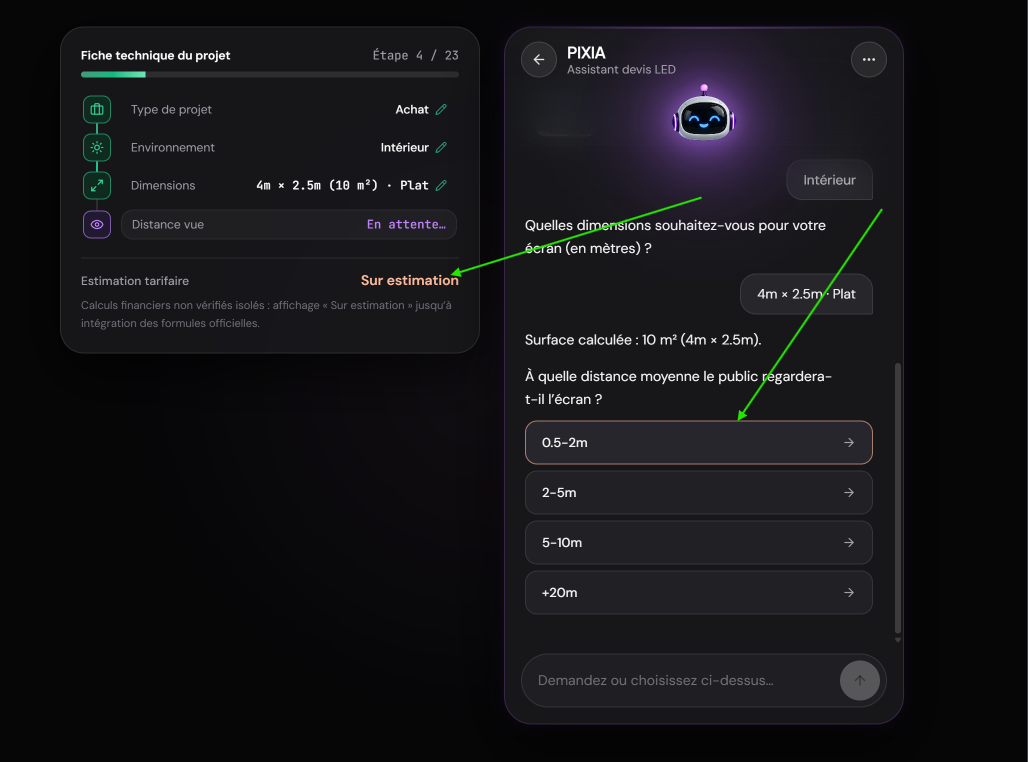 Fiche technique du projet
Étape 4 / 23
Type de projet
Achat
Environnement
Intérieur
Dimensions
4m × 2.5m (10 m²) · Plat
Distance vue
En attente…
Estimation tarifaire
Sur estimation
Calculs financiers non vérifiés isolés : affichage « Sur estimation » jusqu'à
intégration des formules officielles.
PIXIA
Assistant devis LED
Intérieur
Quelles dimensions souhaitez-vous pour votre
écran (en mètres) ?
4m × 2.5m · Plat
Surface calculée : 10 m² (4m × 2.5m).
À quelle distance moyenne le public regardera-
t-il l'écran ?
0.5-2m
2-5m
5-10m
+20m
Demandez ou choisissez ci-dessus…